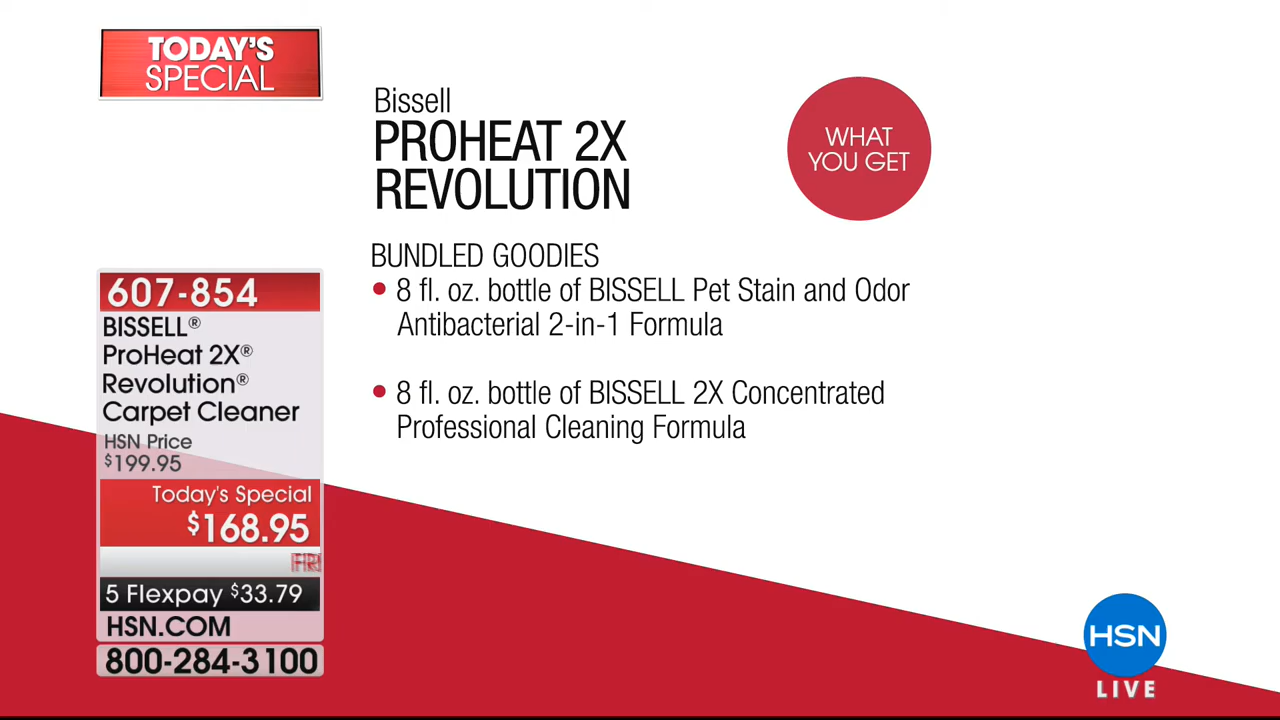 TODAY'S
SPECIAL
Bissell
PROHEAT 2X
REVOLUTION
WHAT
YOU GET
BUNDLED GOODIES
• 8 fl. oz. bottle of BISSELL Pet Stain and Odor
Antibacterial 2-in-1 Formula
• 8 fl. oz. bottle of BISSELL 2X Concentrated
Professional Cleaning Formula
607-854
BISSELL®
ProHeat 2X®
Revolution®
Carpet Cleaner
HSN Price
$199.95
Today's Special
$168.95
5 Flexpay $33.79
HSN.COM
800-284-3100
HSN
LIVE